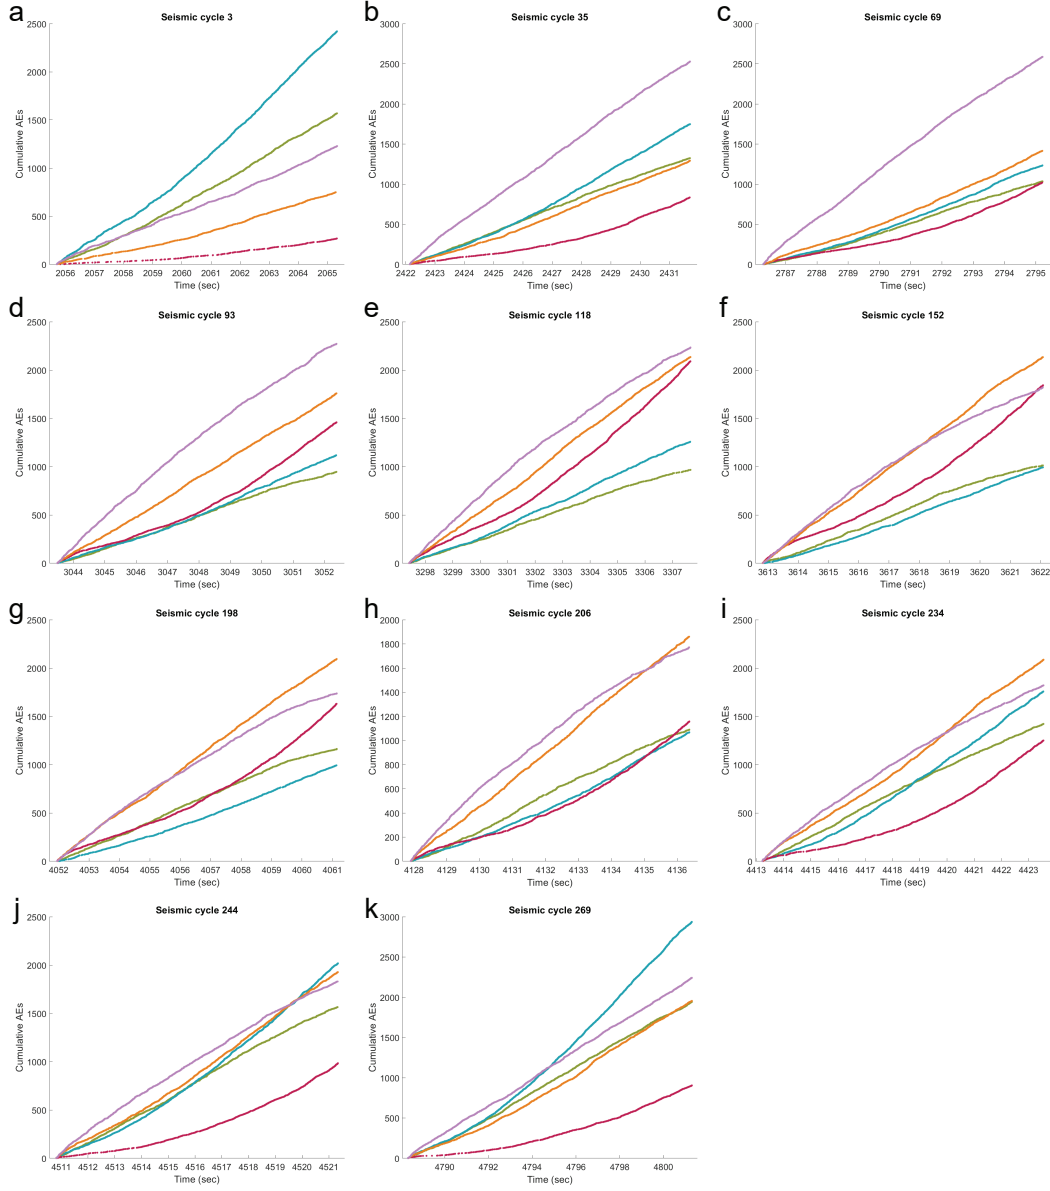 a
Seismic cycle 3
Cumulative AEs
2500
2000
1500
1000
500
0
2056 2057 2058 2059 2060 2061 2062 2063 2064 2065
Time (sec)
b
Seismic cycle 35
Cumulative AEs
3000
2500
2000
1500
1000
500
0
2422 2423 2424 2425 2426 2427 2428 2429 2430 2431
Time (sec)
c
Seismic cycle 69
Cumulative AEs
3000
2500
2000
1500
1000
500
0
2787 2788 2789 2790 2791 2792 2793 2794 2795
Time (sec)
d
Seismic cycle 93
Cumulative AEs
2500
2000
1500
1000
500
0
3044 3045 3046 3047 3048 3049 3050 3051 3052
Time (sec)
e
Seismic cycle 118
Cumulative AEs
2500
2000
1500
1000
500
0
3298 3299 3300 3301 3302 3303 3304 3305 3306 3307
Time (sec)
f
Seismic cycle 152
Cumulative AEs
2500
2000
1500
1000
500
0
3613 3614 3615 3616 3617 3618 3619 3620 3621 3622
Time (sec)
g
Seismic cycle 198
Cumulative AEs
2500
2000
1500
1000
500
0
4052 4053 4054 4055 4056 4057 4058 4059 4060 4061
Time (sec)
h
Seismic cycle 206
Cumulative AEs
2000
1800
1600
1400
1200
1000
800
600
400
200
0
4128 4129 4130 4131 4132 4133 4134 4135 4136
Time (sec)
i
Seismic cycle 234
Cumulative AEs
2500
2000
1500
1000
500
0
4413 4414 4415 4416 4417 4418 4419 4420 4421 4422 4423
Time (sec)
j
Seismic cycle 244
Cumulative AEs
2500
2000
1500
1000
500
0
4511 4512 4513 4514 4515 4516 4517 4518 4519 4520 4521
Time (sec)
k
Seismic cycle 269
Cumulative AEs
3000
2500
2000
1500
1000
500
0
4790 4792 4794 4796 4798 4800
Time (sec)